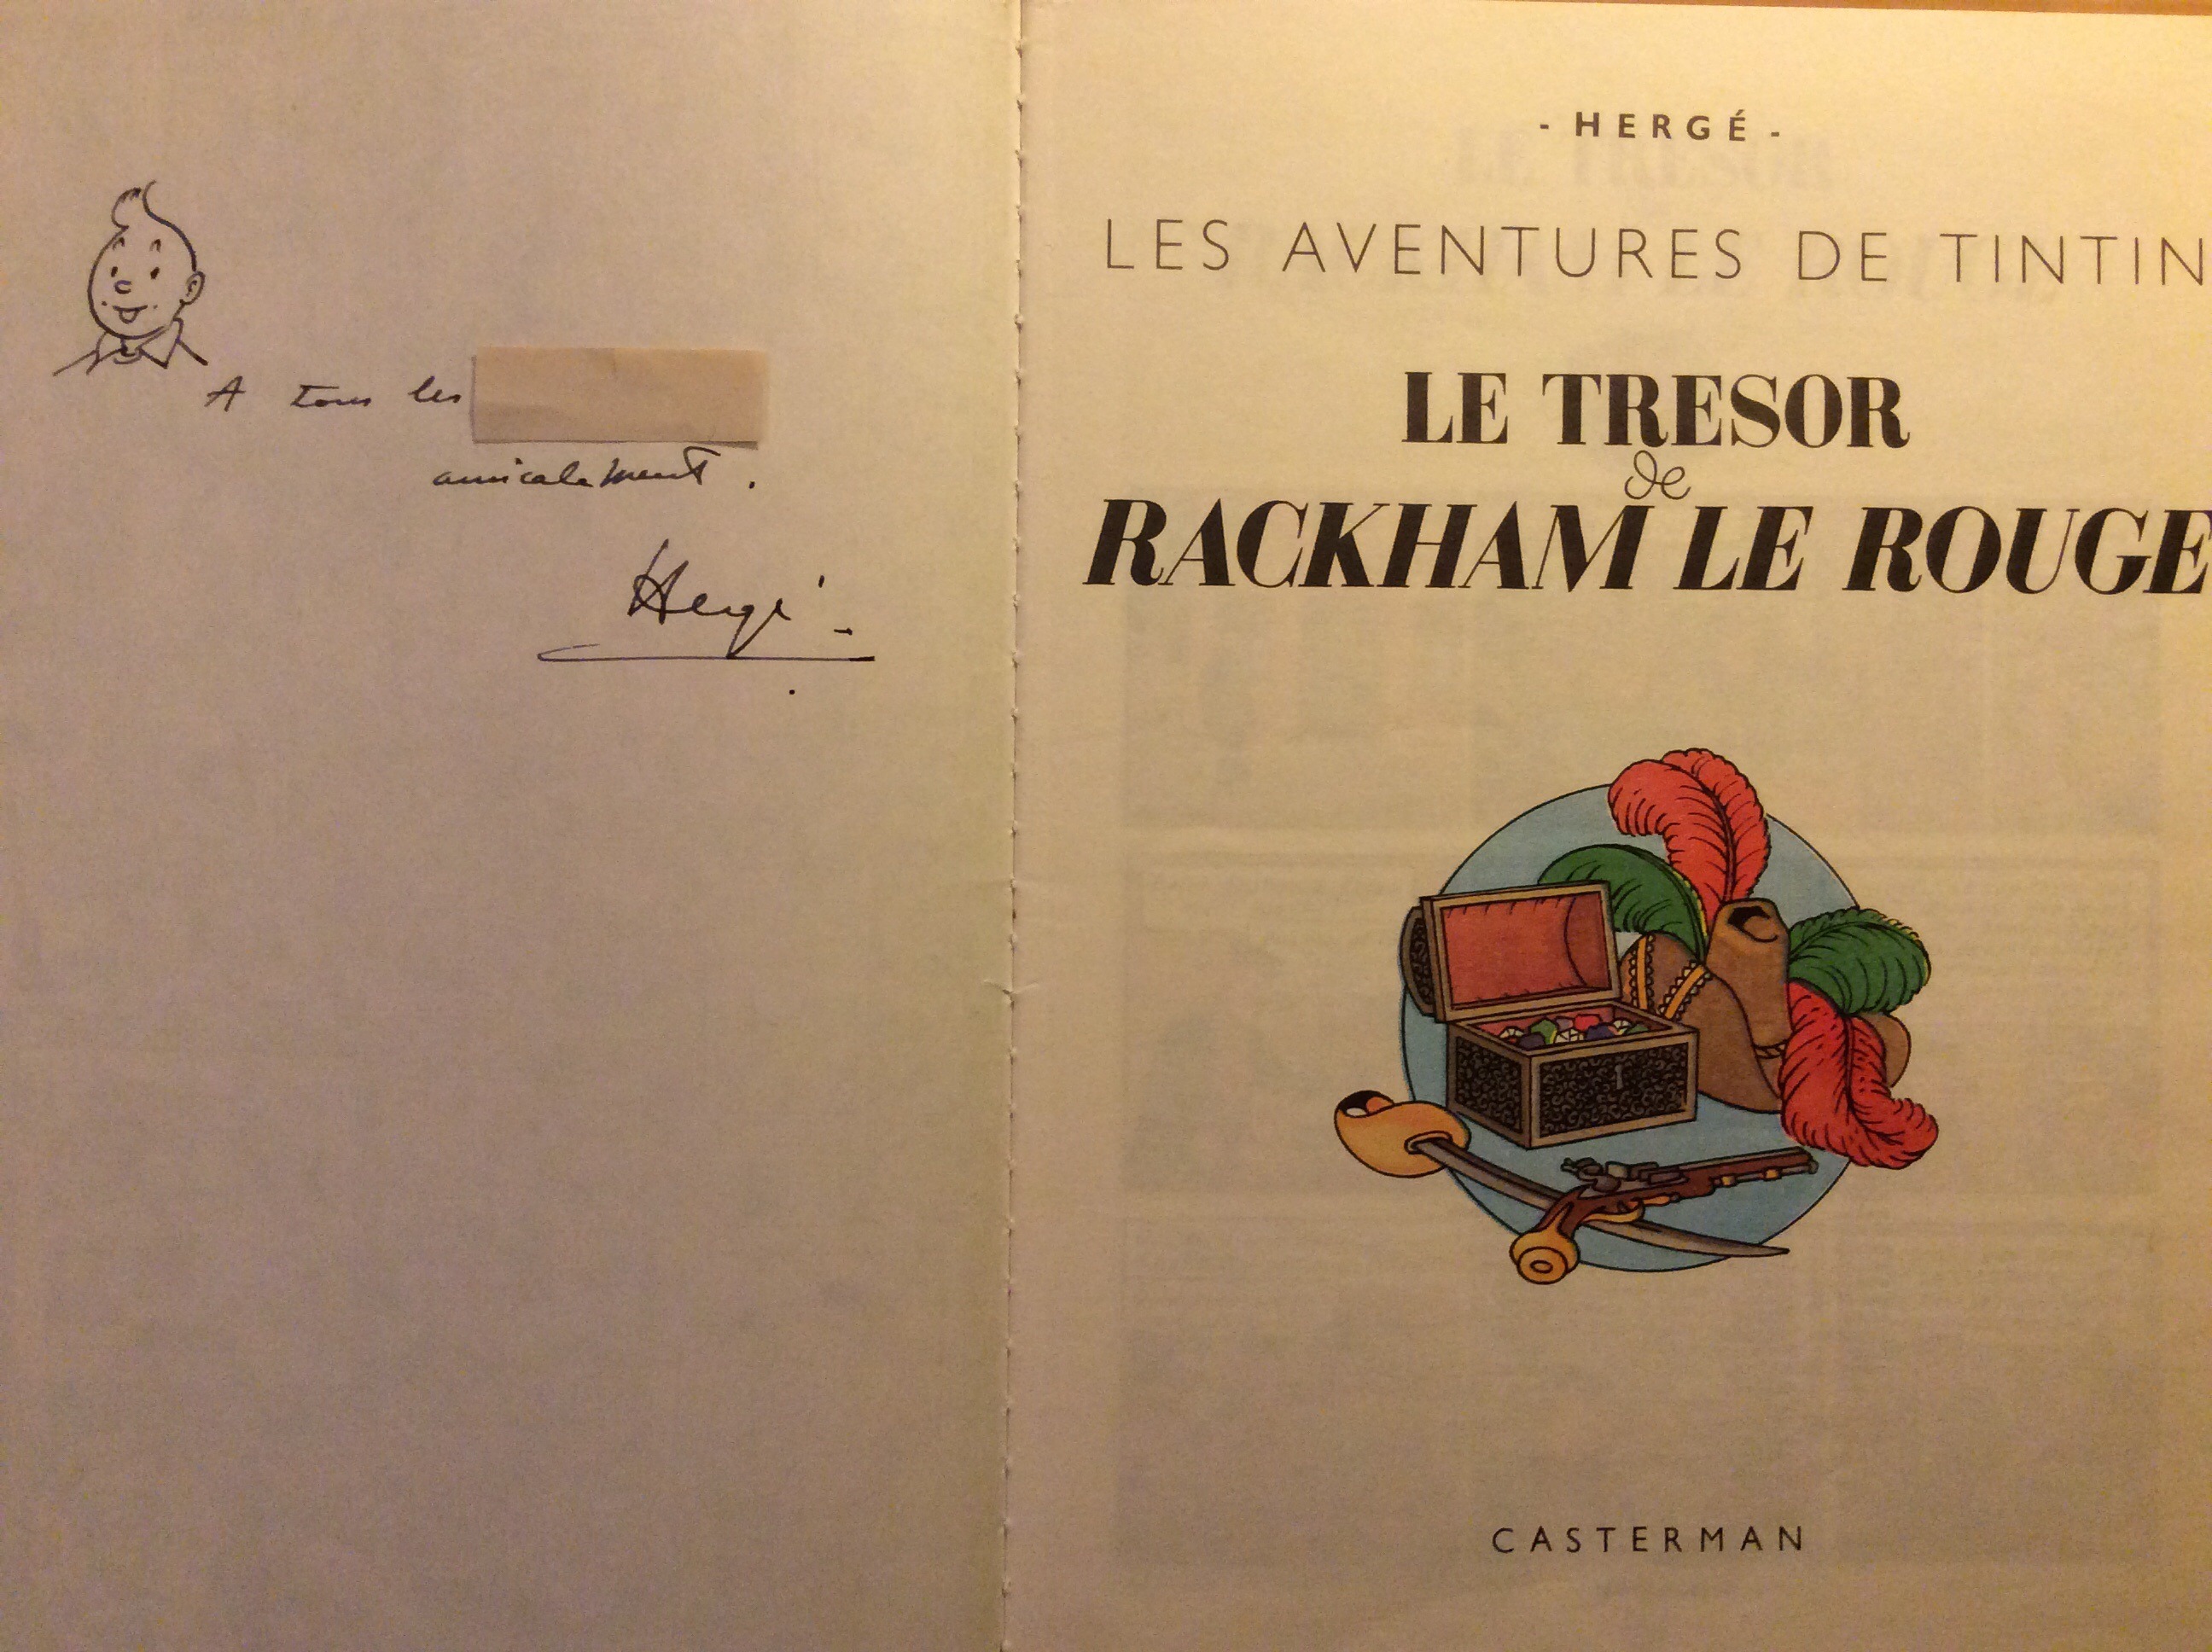 A tous les
amicalement.
Hergé
- HERGÉ -
LES AVENTURES DE TINTIN
LE TRESOR
de
RACKHAM LE ROUGE
CASTERMAN